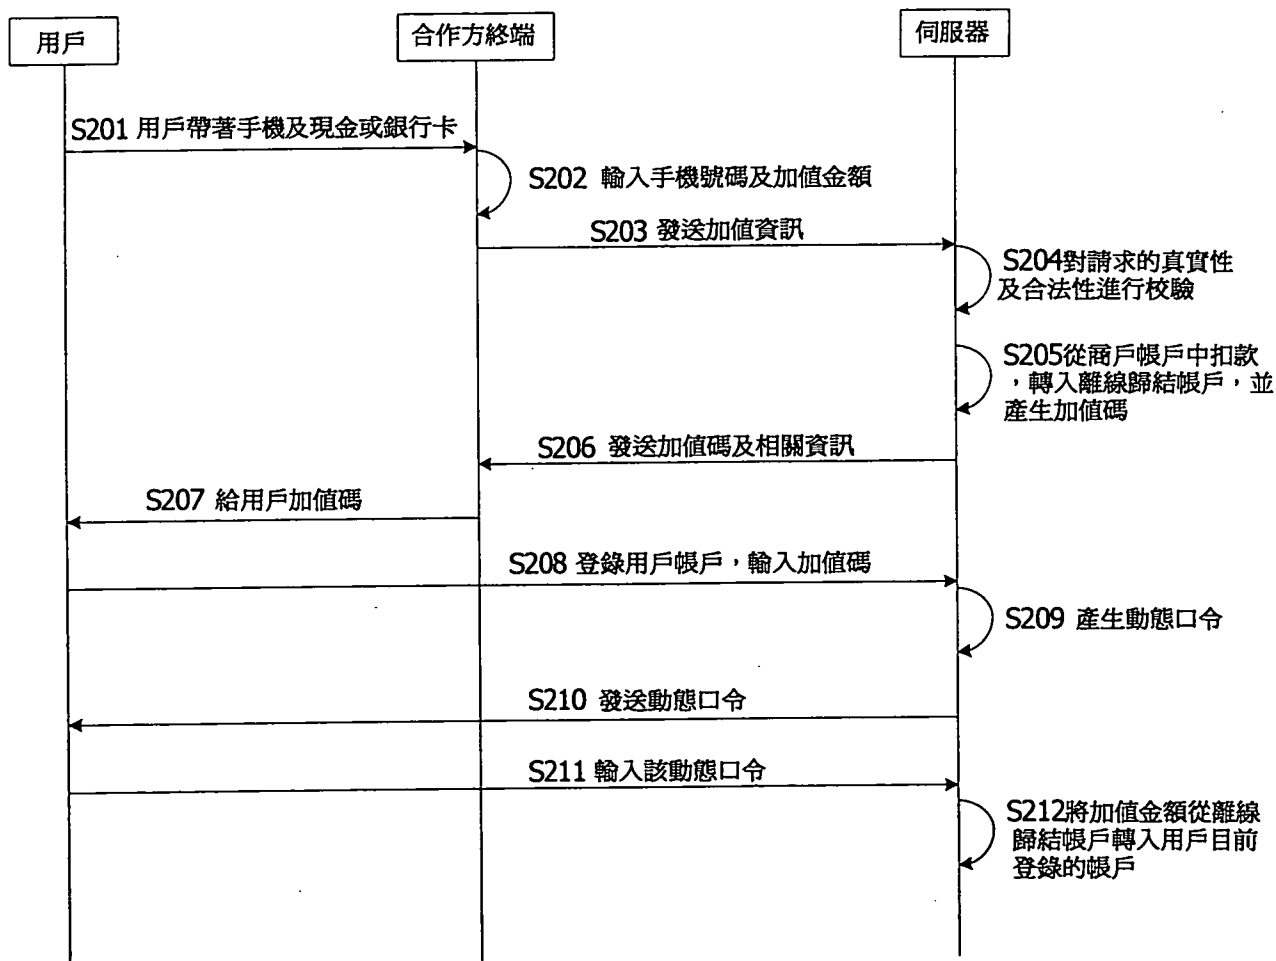 用戶
合作方終端
伺服器
S201 用戶帶著手機及現金或銀行卡
S202 輸入手機號碼及加值金額
S203 發送加值資訊
S204對請求的真實性
及合法性進行校驗
S205從商戶帳戶中扣款
，轉入離線歸結帳戶，並
產生加值碼
S206 發送加值碼及相關資訊
S207 給用戶加值碼
S208 登錄用戶帳戶，輸入加值碼
S209 產生動態口令
S210 發送動態口令
S211 輸入該動態口令
S212將加值金額從離線
歸結帳戶轉入用戶目前
登錄的帳戶